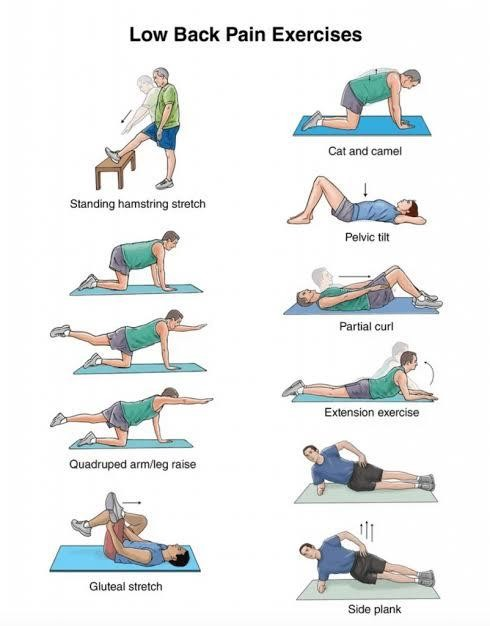 Low Back Pain Exercises
Standing hamstring stretch
Cat and camel
Pelvic tilt
Partial curl
Extension exercise
Quadruped arm/leg raise
Gluteal stretch
Side plank